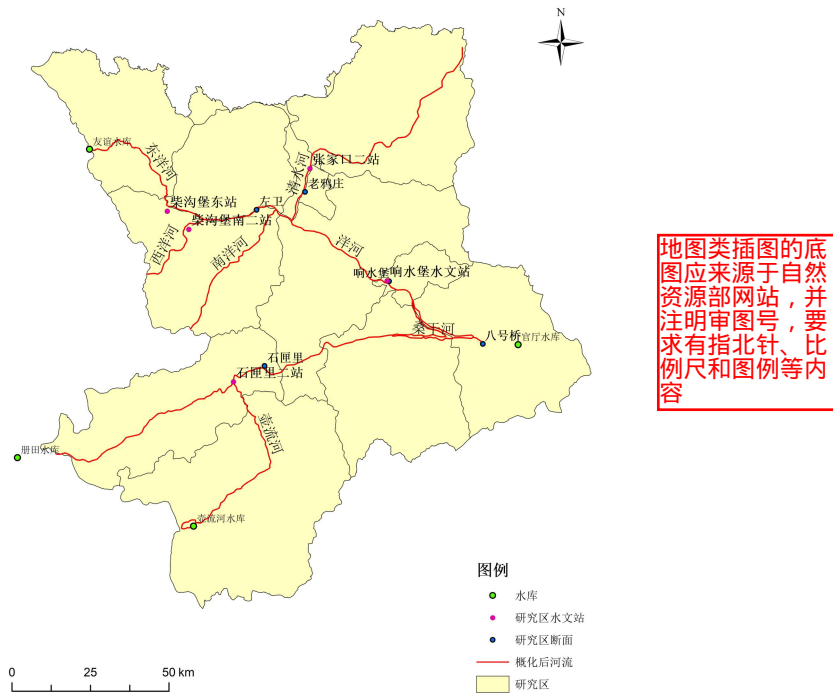 N
友谊水库
东洋河
清水河
张家口二站
老鸦庄
柴沟堡东站
左卫
柴沟堡南二站
西洋河
南洋河
洋河
响水堡
响水堡水文站
地图类插图的底
图应来源于自然
资源部网站，并
注明审图号，要
求有指北针、比
例尺和图例等内
容
桑干河
八号桥
官厅水库
石匣里
石匣里二站
壶流河
册田水库
壶流河水库
图例
水库
研究区水文站
研究区断面
概化后河流
研究区
0 25 50 km